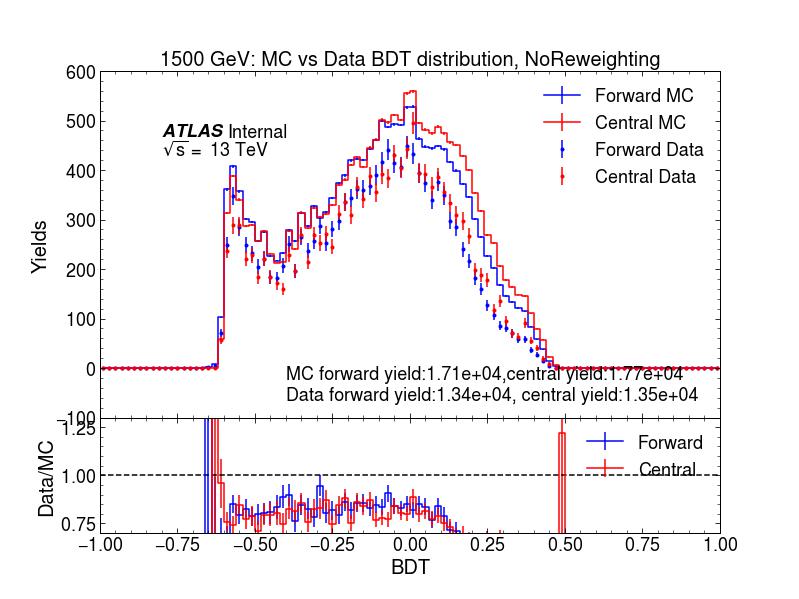 1500 GeV: MC vs Data BDT distribution, NoReweighting
600
500
400
300
200
100
0
−100
Yields
ATLAS Internal
√s = 13 TeV
Forward MC
Central MC
Forward Data
Central Data
MC forward yield:1.71e+04,central yield:1.77e+04
Data forward yield:1.34e+04, central yield:1.35e+04
1.25
1.00
0.75
Data/MC
Forward
Central
−1.00 −0.75 −0.50 −0.25 0.00 0.25 0.50 0.75 1.00
BDT